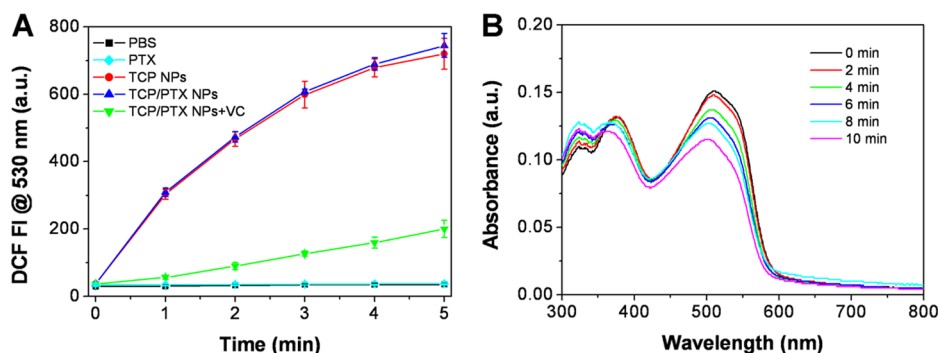 A
DCF FI @ 530 nm (a.u.)
800
600
400
200
0
PBS
PTX
TCP NPs
TCP/PTX NPs
TCP/PTX NPs+VC
0 1 2 3 4 5
Time (min)
B
Absorbance (a.u.)
0.20
0.15
0.10
0.05
0.00
0 min
2 min
4 min
6 min
8 min
10 min
300 400 500 600 700 800
Wavelength (nm)